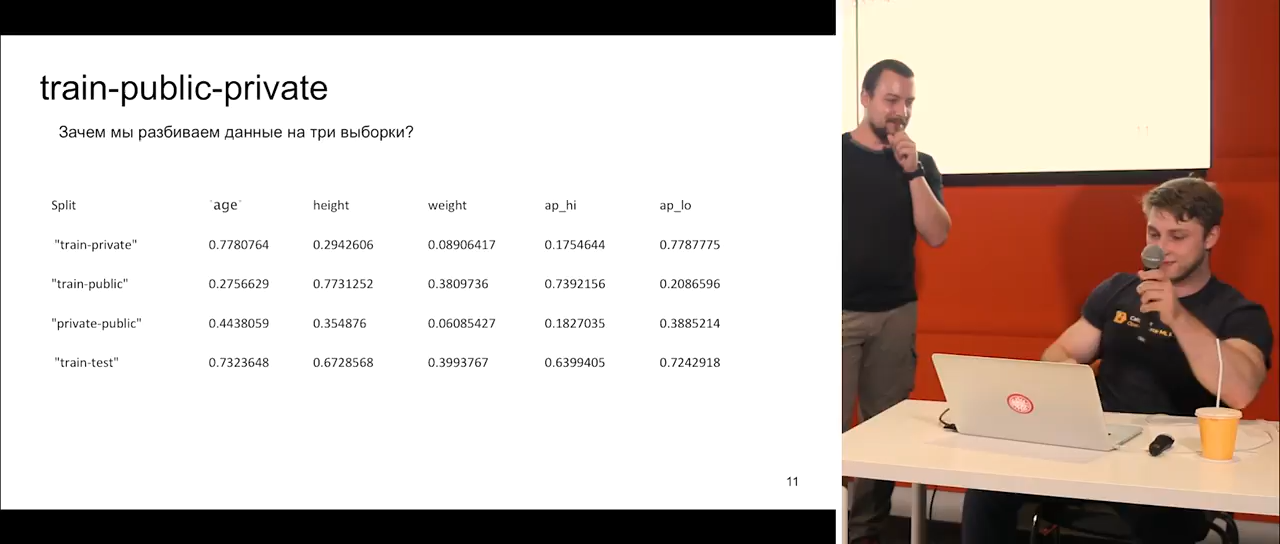 train-public-private
Зачем мы разбиваем данные на три выборки?
Split `age` height weight ap_hi ap_lo
"train-private" 0.7780764 0.2942606 0.08906417 0.1754644 0.7787775
"train-public" 0.2756629 0.7731252 0.3809736 0.7392156 0.2086596
"private-public" 0.4438059 0.354876 0.06085427 0.1827035 0.3885214
"train-test" 0.7323648 0.6728568 0.3993767 0.6399405 0.7242918
11